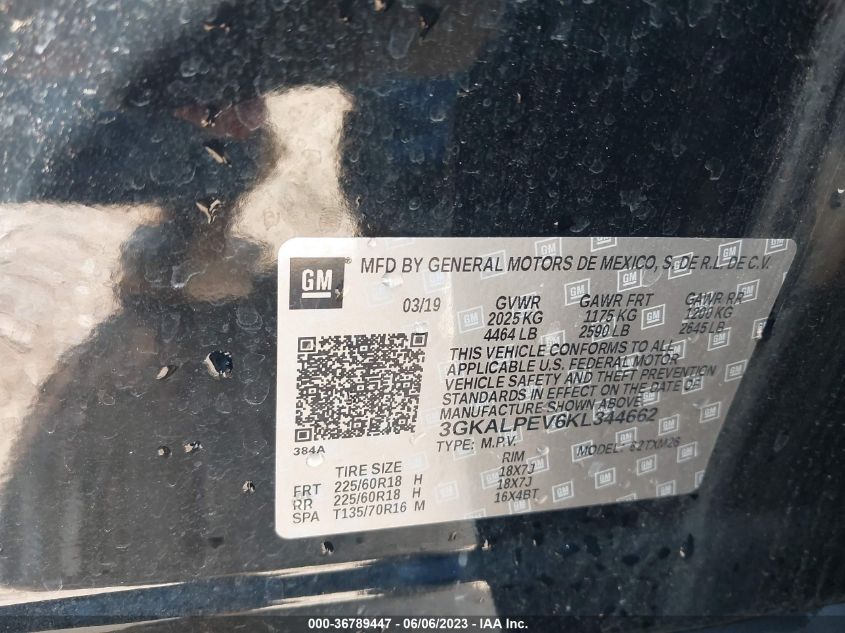 GM
MFD BY GENERAL MOTORS DE MEXICO, S. DE R.L. DE C.V.
03/19 GVWR GAWR FRT GAWR RR
2025 KG 1175 KG 1200 KG
4464 LB 2590 LB 2645 LB
THIS VEHICLE CONFORMS TO ALL
APPLICABLE U.S. FEDERAL MOTOR
VEHICLE SAFETY AND THEFT PREVENTION
STANDARDS IN EFFECT ON THE DATE OF
MANUFACTURE SHOWN ABOVE
3GKALPEV6KL344662
384A TYPE: M.P.V. MODEL: 62TXM26
TIRE SIZE RIM
FRT 225/60R18 H 18X7J
RR 225/60R18 H 18X7J
SPA T135/70R16 M 16X4BT
000-36789447 - 06/06/2023 - ©IAA, Inc.